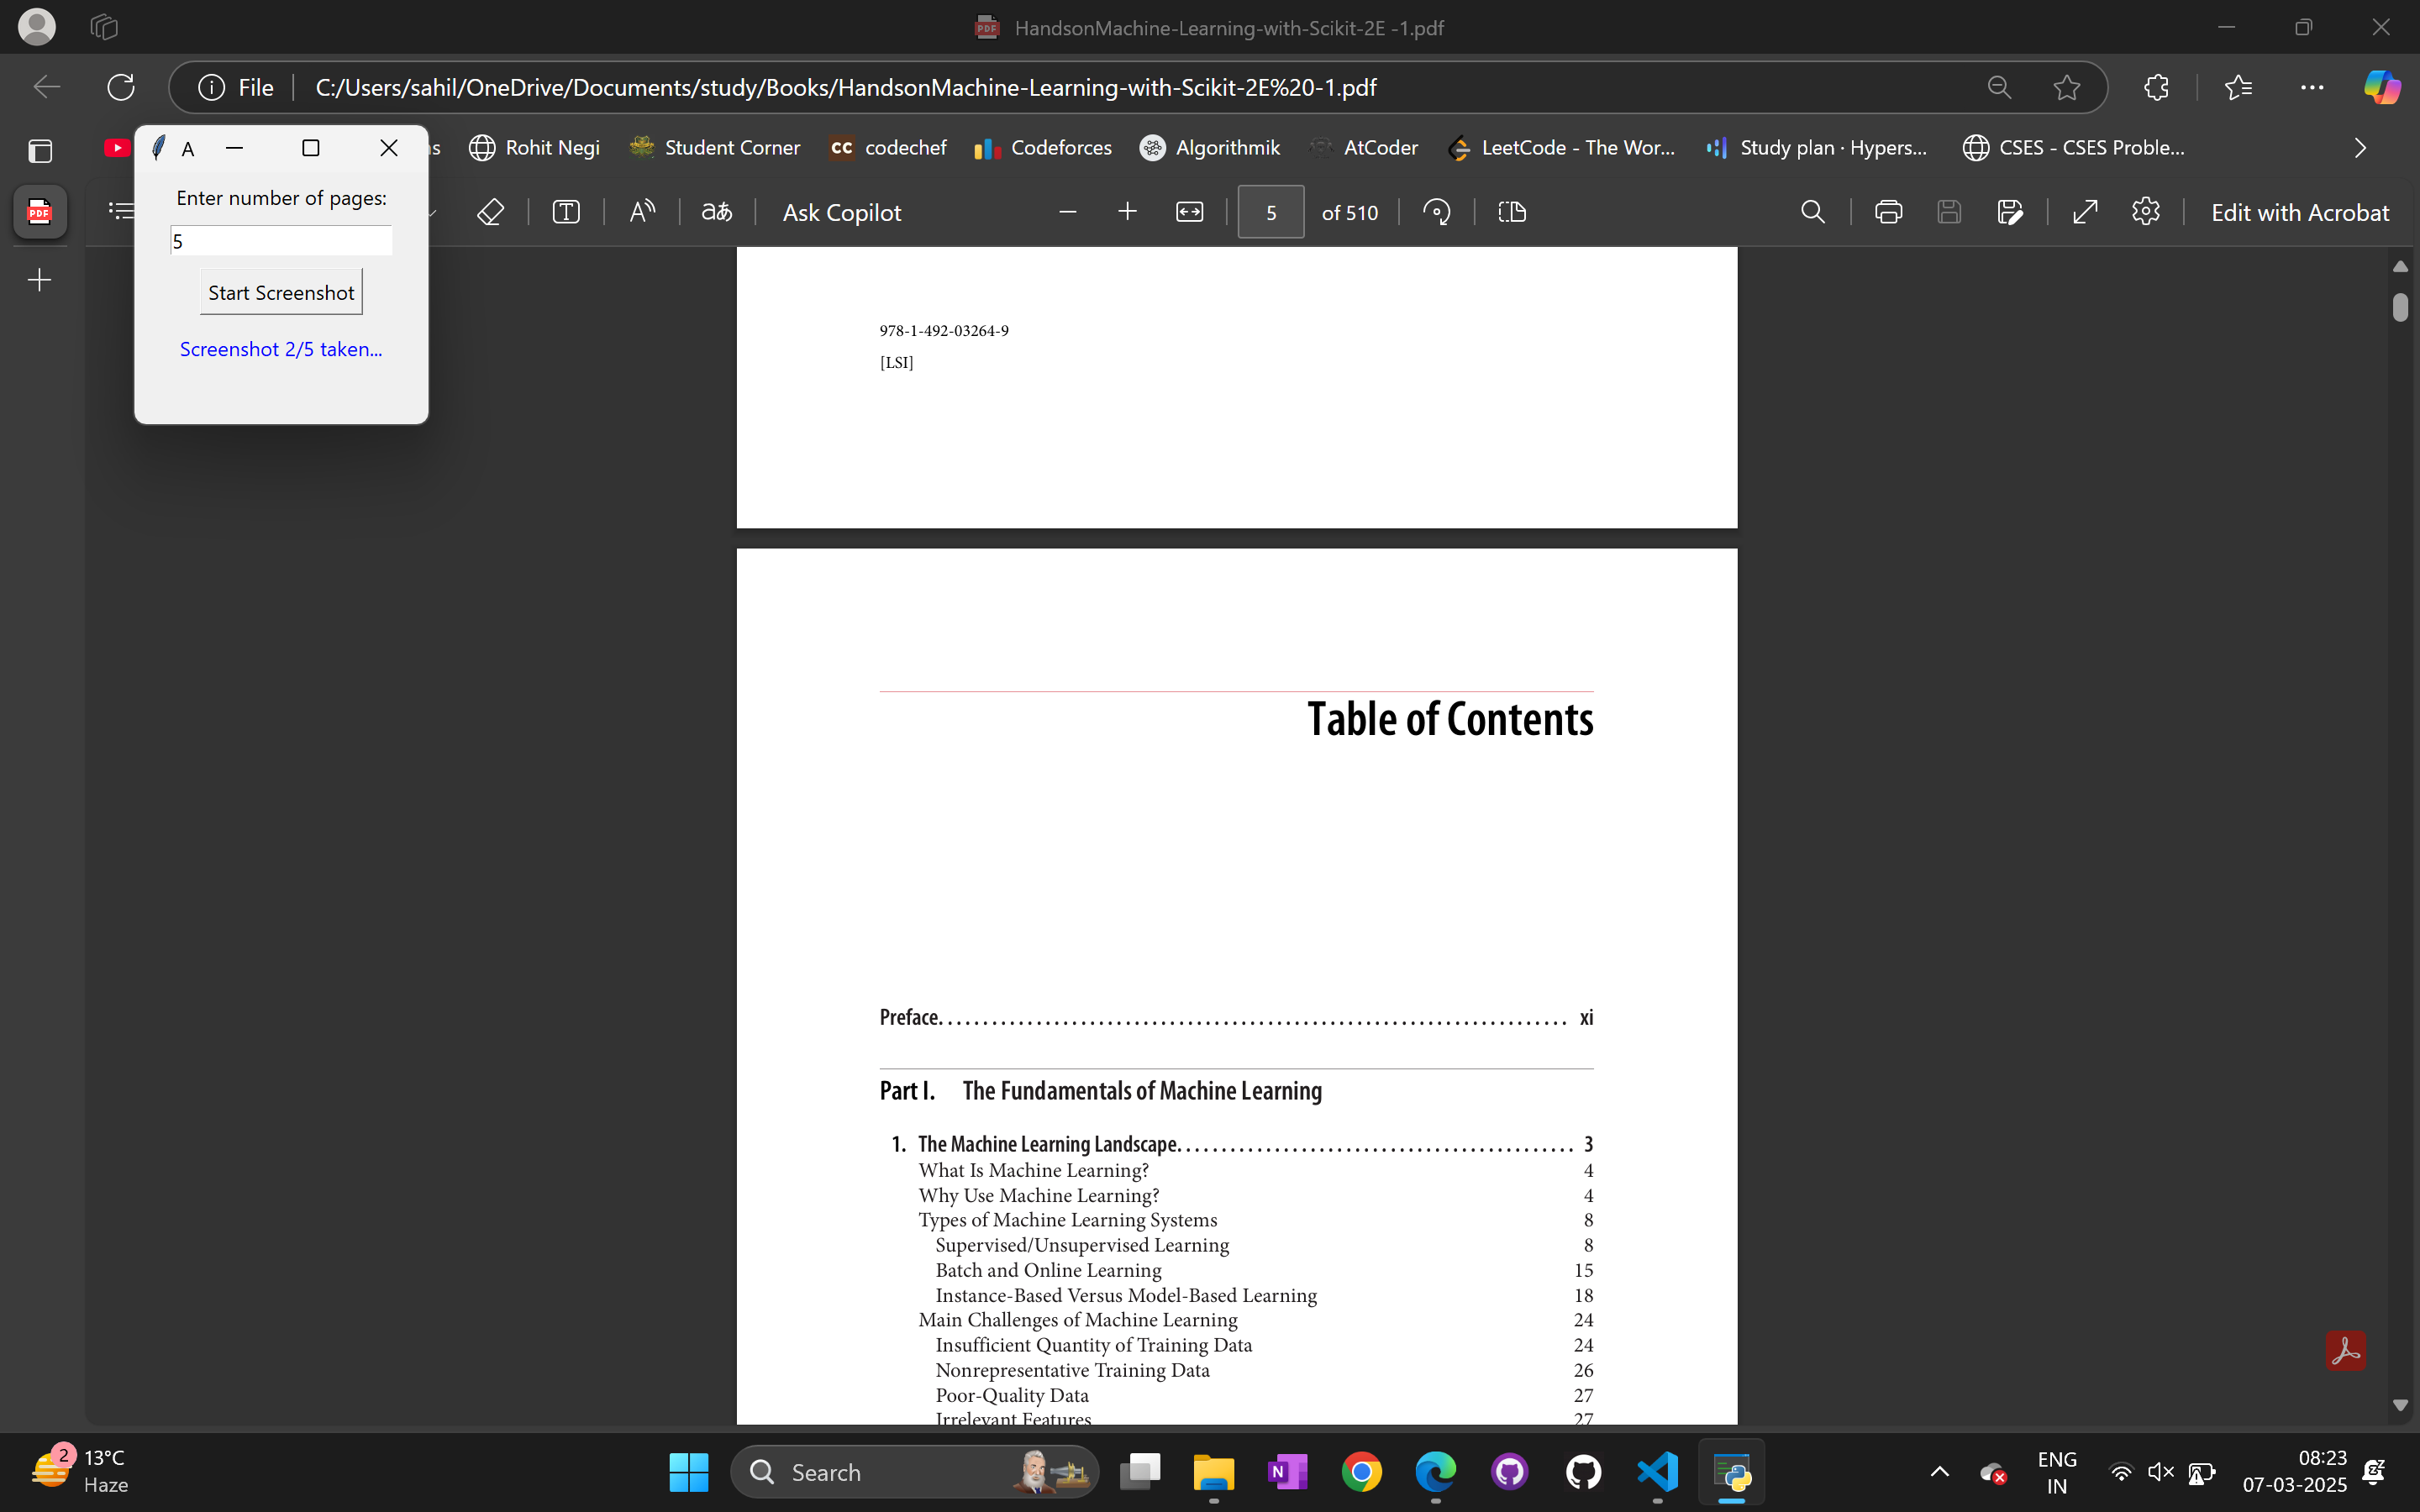 HandsonMachine-Learning-with-Scikit-2E -1.pdf
File
C:/Users/sahil/OneDrive/Documents/study/Books/HandsonMachine-Learning-with-Scikit-2E%20-1.pdf
Rohit Negi
Student Corner
CC codechef
Codeforces
Algorithmik
AtCoder
LeetCode - The Wor...
Study plan · Hypers...
CSES - CSES Proble...
A
Enter number of pages:
5
Start Screenshot
Screenshot 2/5 taken...
PDF
Ask Copilot
5 of 510
Edit with Acrobat
978-1-492-03264-9
[LSI]
Table of Contents
Preface. . . . . . . . . . . . . . . . . . . . . . . . . . . . . . . . . . . . . . . . . . . . . . . . . . . . . . . . . . . . . . . . . . . . . . . xi
Part I. The Fundamentals of Machine Learning
1. The Machine Learning Landscape. . . . . . . . . . . . . . . . . . . . . . . . . . . . . . . . . . . . . . . . . . . . . 3
What Is Machine Learning? 4
Why Use Machine Learning? 4
Types of Machine Learning Systems 8
Supervised/Unsupervised Learning 8
Batch and Online Learning 15
Instance-Based Versus Model-Based Learning 18
Main Challenges of Machine Learning 24
Insufficient Quantity of Training Data 24
Nonrepresentative Training Data 26
Poor-Quality Data 27
Irrelevant Features 27
2
13°C
Haze
Search
ENG
IN
08:23
07-03-2025